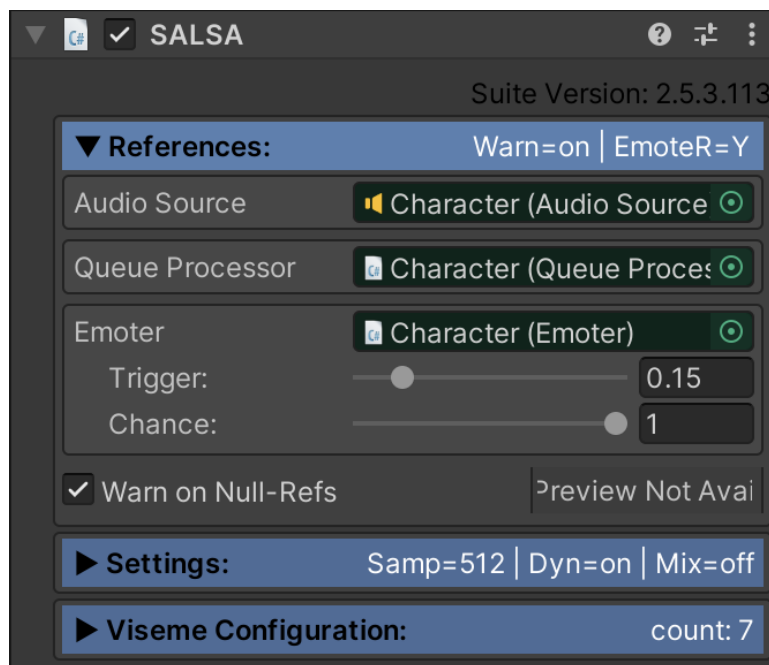 SALSA
Suite Version: 2.5.3.113
References: Warn=on | EmoteR=Y
Audio Source Character (Audio Source
Queue Processor Character (Queue Proces
Emoter Character (Emoter)
Trigger: 0.15
Chance: 1
Warn on Null-Refs Preview Not Avai
Settings: Samp=512 | Dyn=on | Mix=off
Viseme Configuration: count: 7